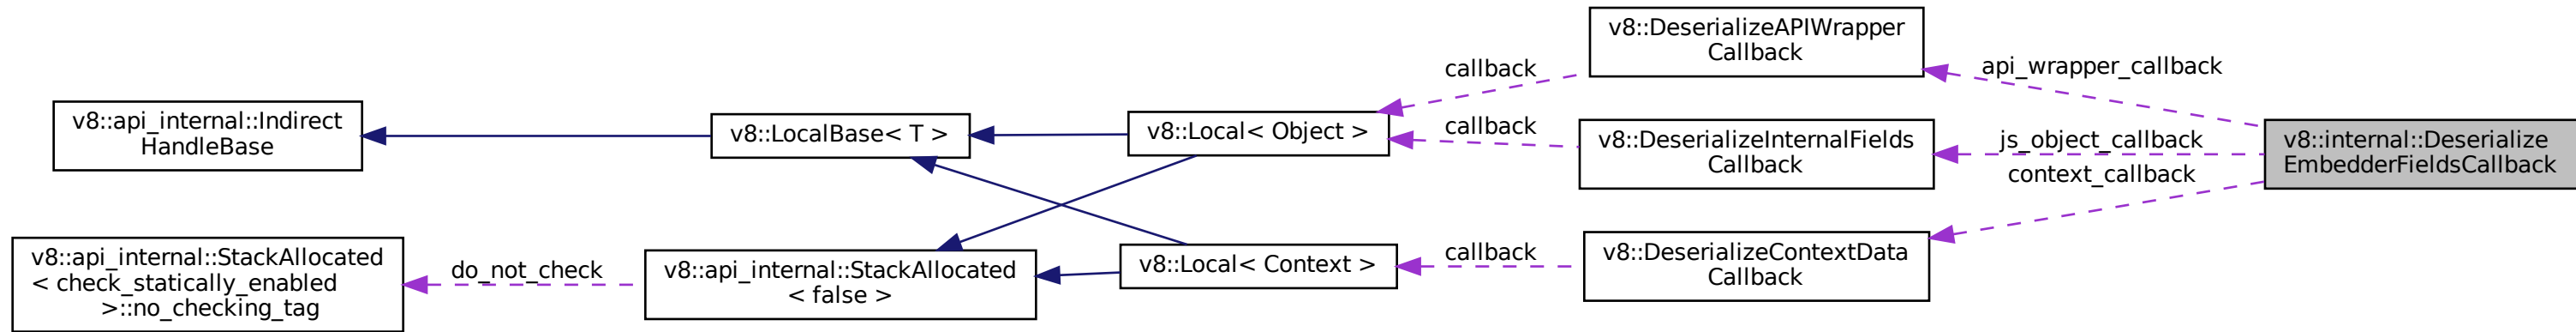 v8::DeserializeAPIWrapper
Callback
callback
api_wrapper_callback
v8::api_internal::Indirect
HandleBase
v8::LocalBase< T >
v8::Local< Object >
callback
v8::DeserializeInternalFields
Callback
js_object_callback
context_callback
v8::internal::Deserialize
EmbedderFieldsCallback
v8::api_internal::StackAllocated
< check_statically_enabled
>::no_checking_tag
do_not_check
v8::api_internal::StackAllocated
< false >
v8::Local< Context >
callback
v8::DeserializeContextData
Callback